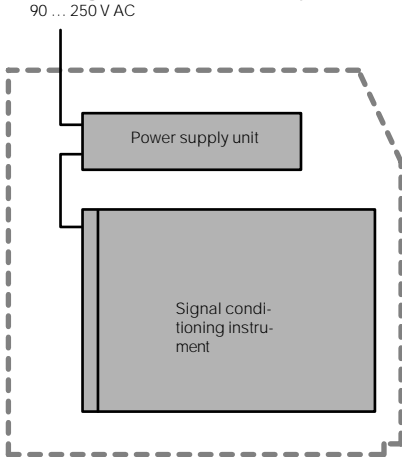 90 ... 250 V AC
Power supply unit
Signal condi-
tioning instru-
ment